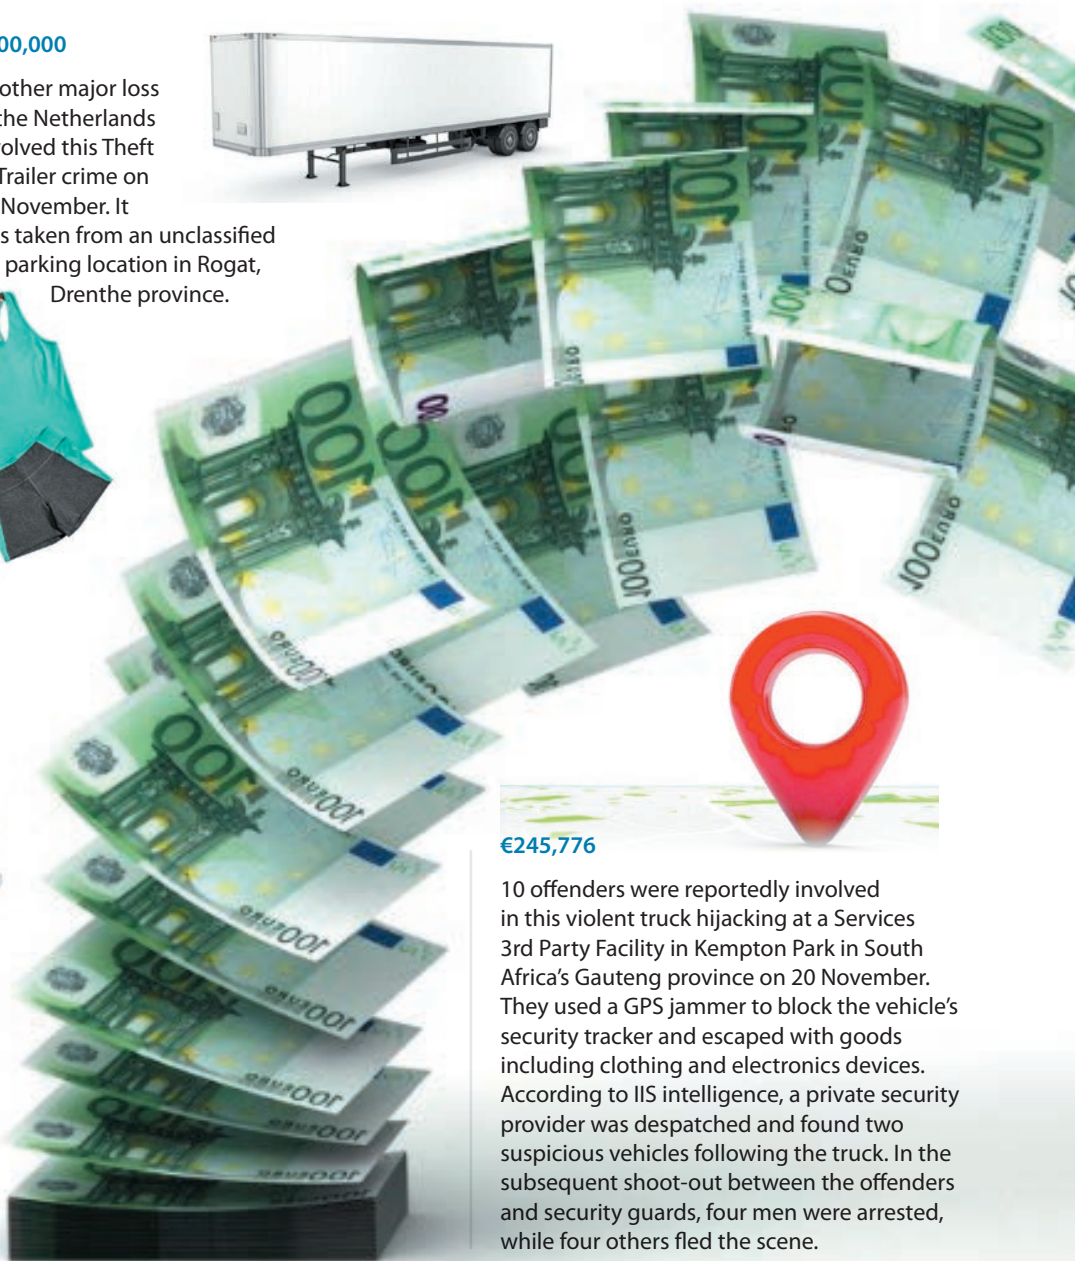 00,000
other major loss
the Netherlands
volved this Theft
Trailer crime on
November. It
s taken from an unclassified
parking location in Rogat,
Drenthe province.
€245,776
10 offenders were reportedly involved
in this violent truck hijacking at a Services
3rd Party Facility in Kempton Park in South
Africa’s Gauteng province on 20 November.
They used a GPS jammer to block the vehicle’s
security tracker and escaped with goods
including clothing and electronics devices.
According to IIS intelligence, a private security
provider was despatched and found two
suspicious vehicles following the truck. In the
subsequent shoot-out between the offenders
and security guards, four men were arrested,
while four others fled the scene.
100
100 EURO